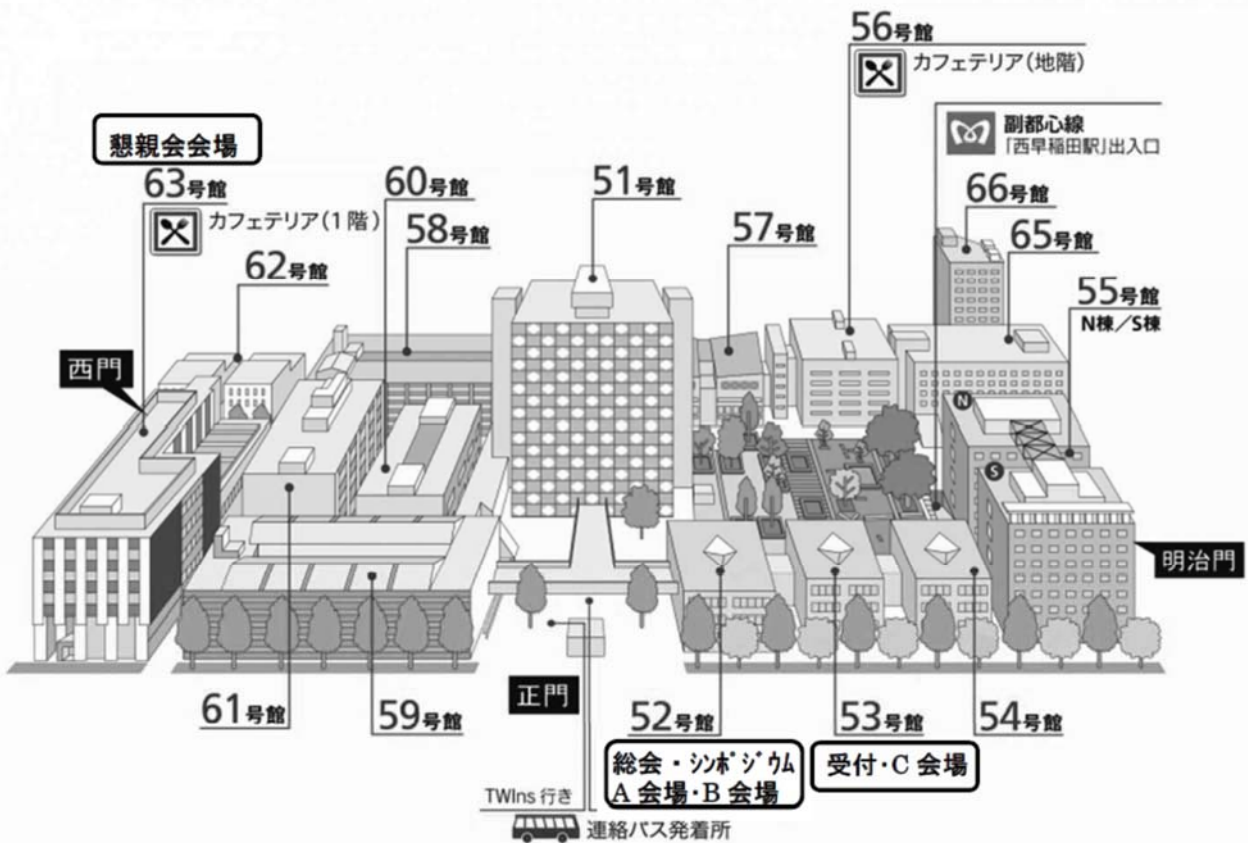 56号館
カフェテリア(地階)
副都心線
「西早稲田駅」出入口
懇親会会場
63号館
カフェテリア(1階)
60号館
58号館
62号館
51号館
57号館
66号館
65号館
55号館
N棟/S棟
西門
N
S
明治門
61号館
59号館
正門
52号館
53号館
54号館
総会・シンポジウム
A会場・B会場
受付・C会場
TWIns行き
連絡バス発着所